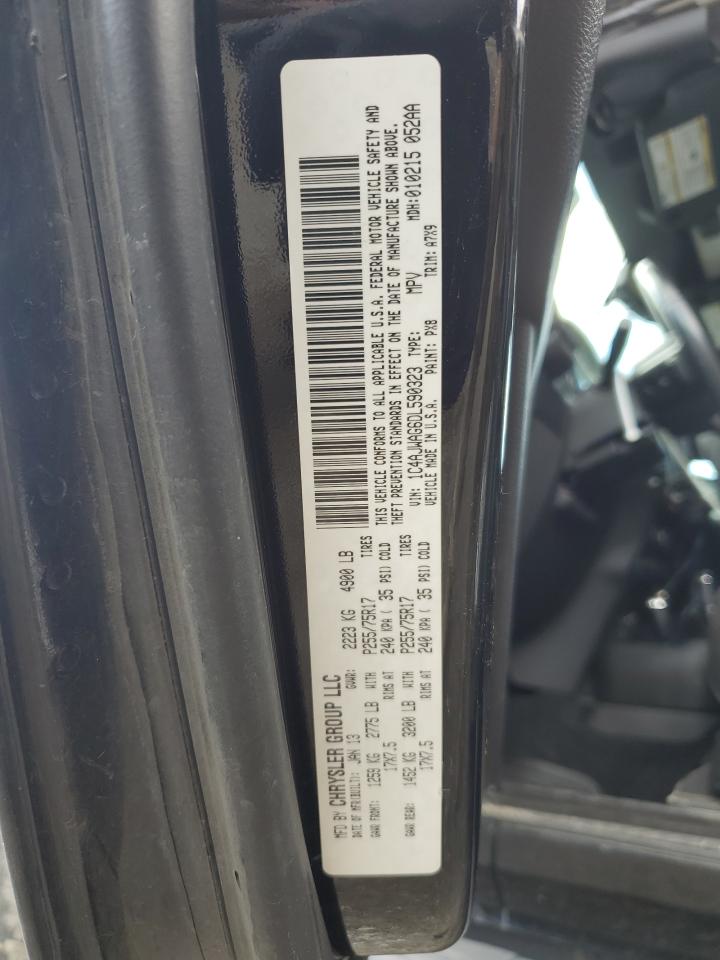 MFD BY CHRYSLER GROUP LLC
DATE OF MFR(BUILT): JAN 13 GVWR: 2223 KG 4900 LB
GAWR FRONT: 1259 KG 2775 LB WITH P255/75R17 TIRES
17X7.5 RIMS AT 240 KPA ( 35 PSI) COLD
GAWR REAR: 1452 KG 3200 LB WITH P255/75R17 TIRES
17X7.5 RIMS AT 240 KPA ( 35 PSI) COLD
THIS VEHICLE CONFORMS TO ALL APPLICABLE U.S.A. FEDERAL MOTOR VEHICLE SAFETY AND
THEFT PREVENTION STANDARDS IN EFFECT ON THE DATE OF MANUFACTURE SHOWN ABOVE.
VIN: 1C4AJWAG6DL590323 TYPE: MPV MDH:010215 052AA
VEHICLE MADE IN U.S.A. PAINT: PX8 TRIM: A7X9